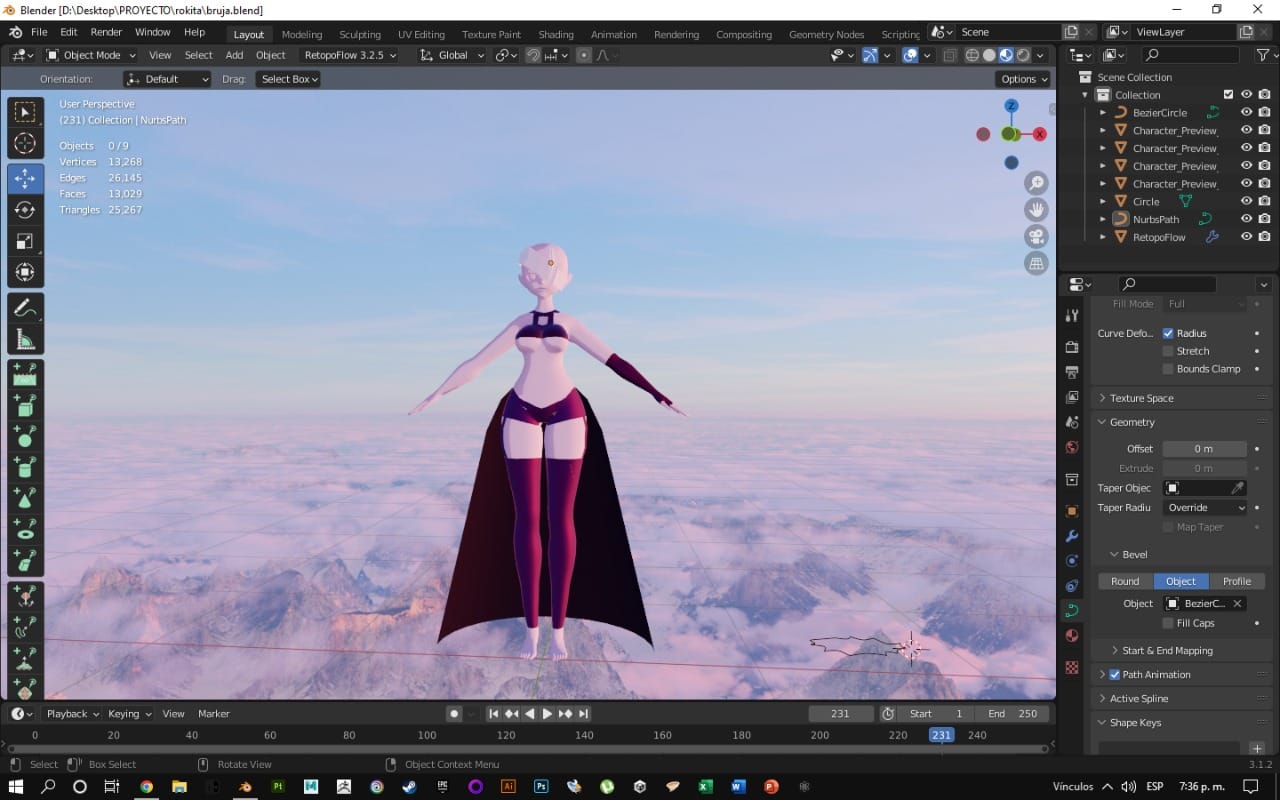 Blender [D:\Desktop\PROYECTO\rokita\bruja.blend]
File Edit Render Window Help Layout Modeling Sculpting UV Editing Texture Paint Shading Animation Rendering Compositing Geometry Nodes Scripting Scene ViewLayer
Object Mode View Select Add Object RetopoFlow 3.2.5 Global
Orientation: Default Drag: Select Box Options
User Perspective
(231) Collection | NurbsPath
Objects 0/9
Vertices 13,268
Edges 26,145
Faces 13,029
Triangles 25,267
Z
X
Scene Collection
Collection
BezierCircle
Character_Preview
Character_Preview
Character_Preview
Character_Preview
Circle
NurbsPath
RetopoFlow
Fill Mode Full
Curve Defo... Radius
Stretch
Bounds Clamp
Texture Space
Geometry
Offset 0 m
Extrude 0 m
Taper Objec
Taper Radiu Override
Map Taper
Bevel
Round Object Profile
Object BezierC...
Fill Caps
Start & End Mapping
Path Animation
Active Spline
Shape Keys
Playback Keying View Marker 231 Start 1 End 250
0 20 40 60 80 100 120 140 160 180 200 220 231 240
Select Box Select Rotate View Object Context Menu 3.1.2
Pt M EPIC Ai Ps X W P Vínculos ESP 7:36 p. m.